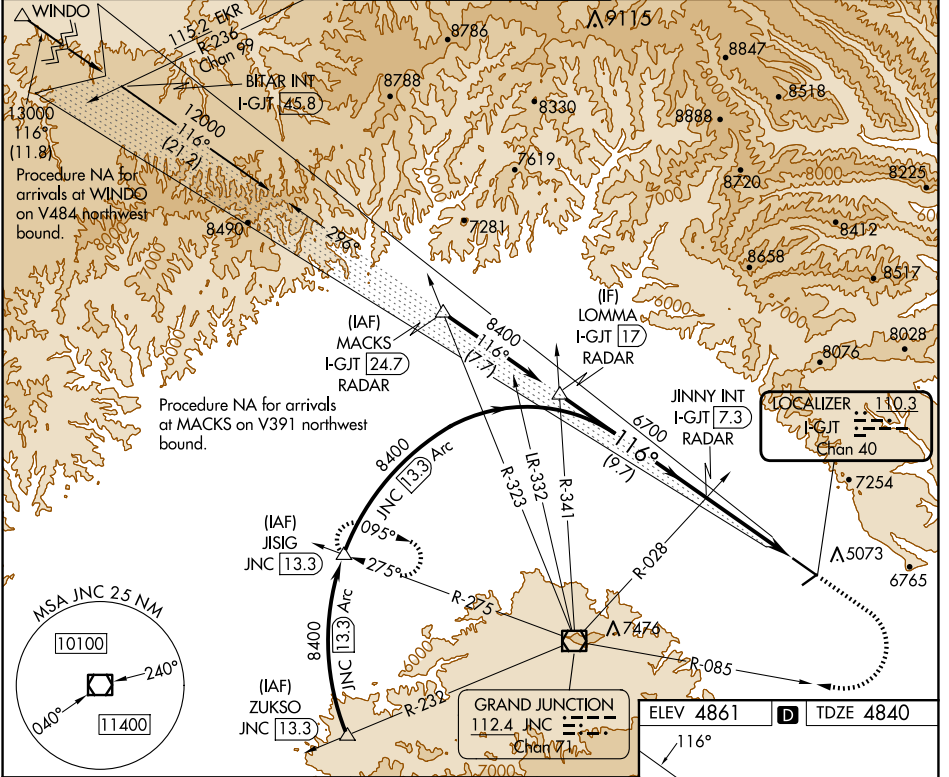 WINDO
115.2 EKR
R-236
Chan 99
8786
9115
8847
BITAR INT
I-GJT 45.8
8788
8330
8518
8888
13000
116°
(11.8)
12000
116°
(21.2)
Procedure NA for
arrivals at WINDO
on V484 northwest
bound.
7619
8720
8000
8225
8490
296°
7281
8412
8658
8517
6000
(IAF)
MACKS
I-GJT 24.7
RADAR
8400
116°
(7.7)
(IF)
LOMMA
I-GJT 17
RADAR
8028
8076
JINNY INT
I-GJT 7.3
RADAR
LOCALIZER 110.3
I-GJT
Chan 40
Procedure NA for arrivals
at MACKS on V391 northwest
bound.
6700
116°
(9.7)
8400
JNC 13.3 Arc
R-323
LR-332
R-341
R-028
7254
(IAF)
JISIG
JNC 13.3
095°
275°
R-275
5073
6765
MSA JNC 25 NM
10100
240°
040°
11400
8400
JNC 13.3 Arc
7476
R-085
(IAF)
ZUKSO
JNC 13.3
R-232
GRAND JUNCTION
112.4 JNC
Chan 71
7000
ELEV 4861
D
TDZE 4840
116°